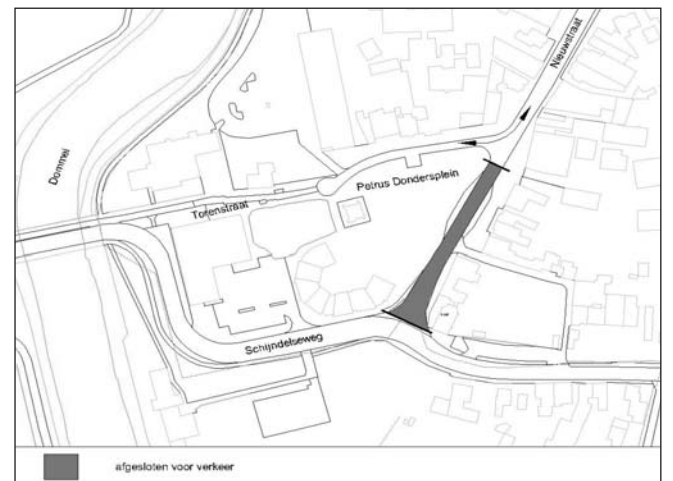 Nieuwstraat
Dommel
Petrus Dondersplein
Torenstraat
Schijndelseweg
afgesloten voor verkeer